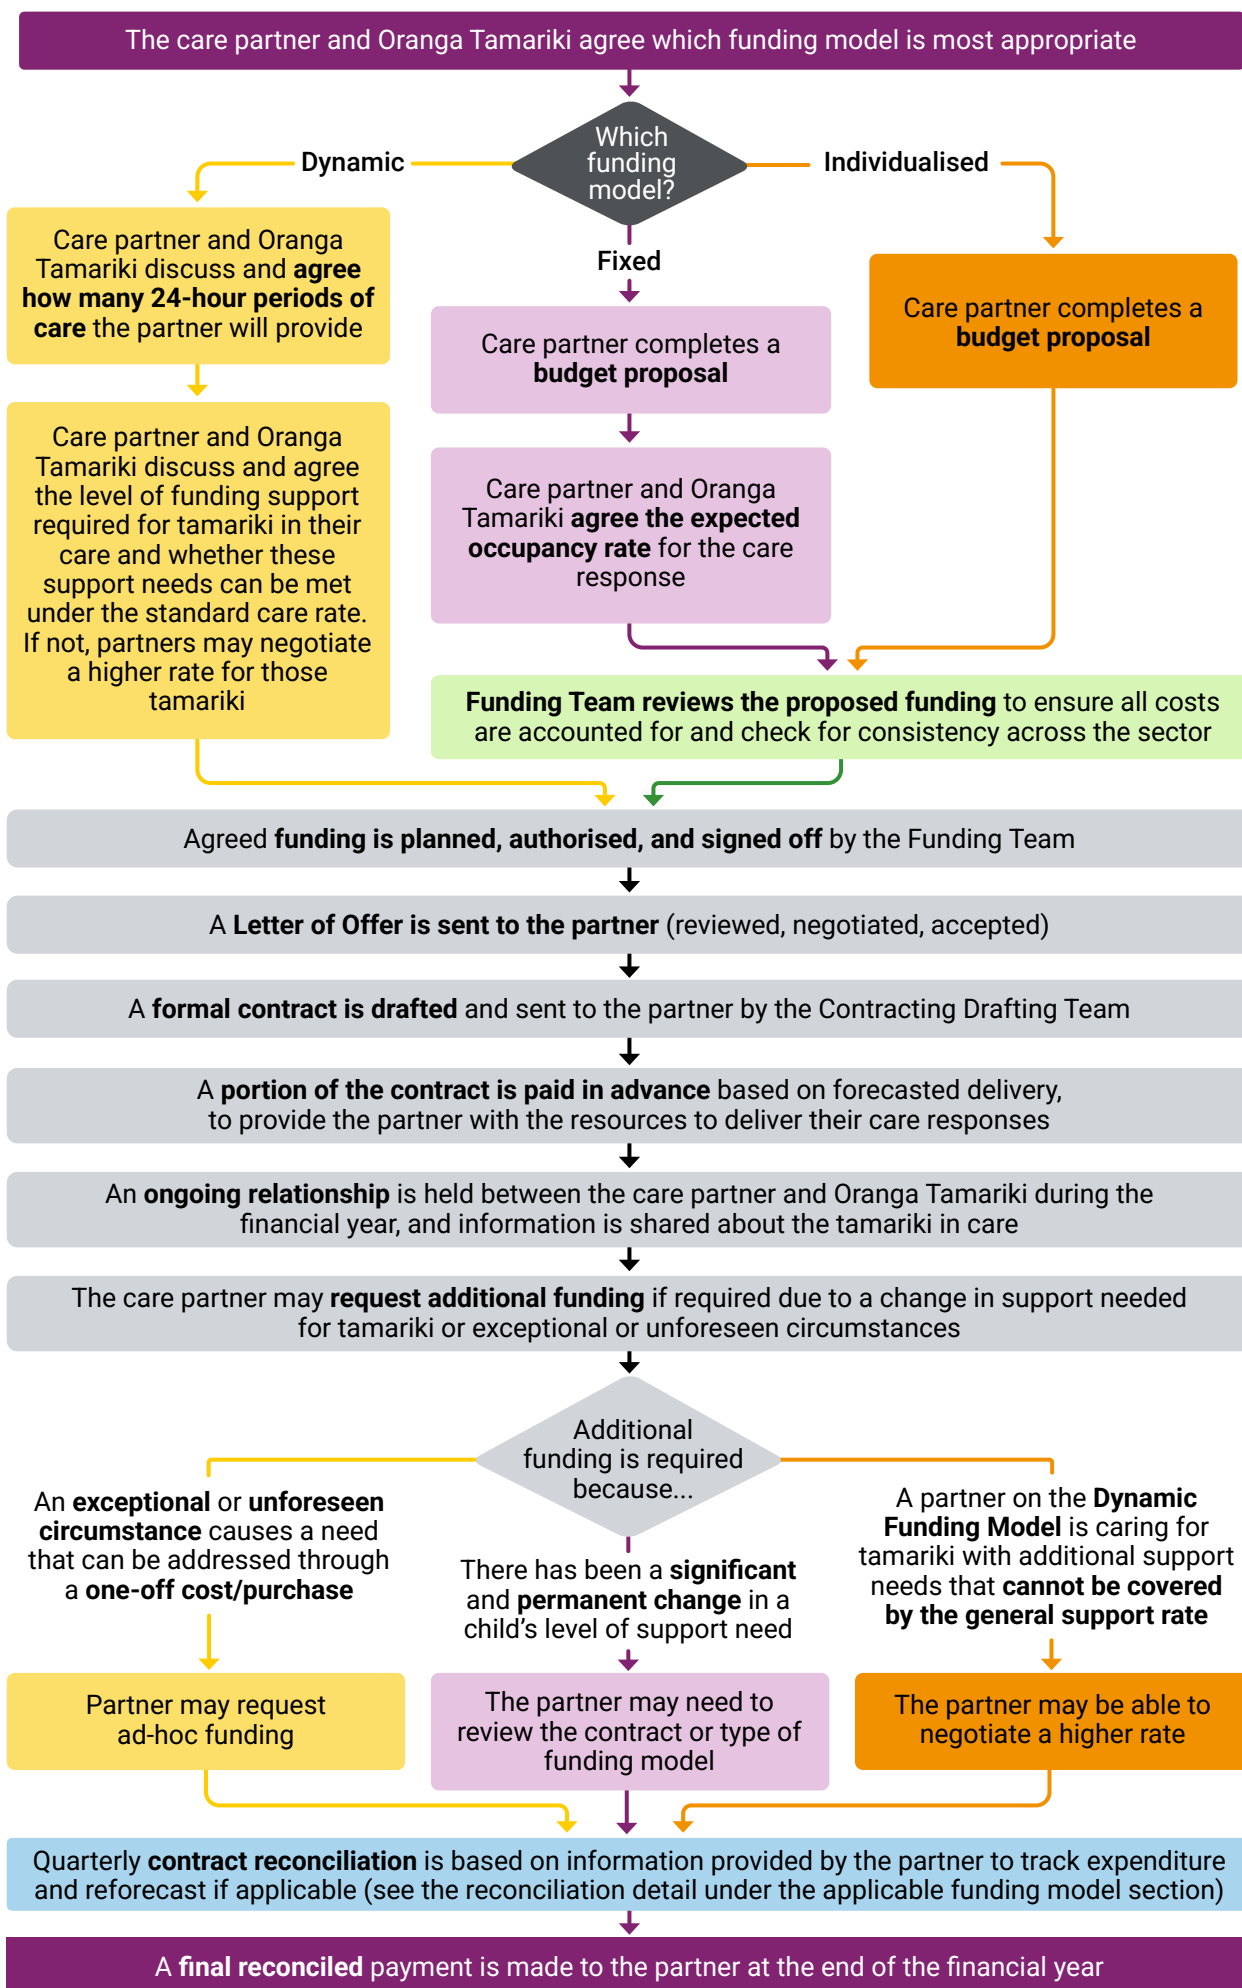 The care partner and Oranga Tamariki agree which funding model is most appropriate
Which
funding
model?
Dynamic
Individualised
Fixed
Care partner and Oranga
Tamariki discuss and agree
how many 24-hour periods of
care the partner will provide
Care partner and Oranga
Tamariki discuss and agree
the level of funding support
required for tamariki in their
care and whether these
support needs can be met
under the standard care rate.
If not, partners may negotiate
a higher rate for those
tamariki
Care partner completes a
budget proposal
Care partner and Oranga
Tamariki agree the expected
occupancy rate for the care
response
Care partner completes a
budget proposal
Funding Team reviews the proposed funding to ensure all costs
are accounted for and check for consistency across the sector
Agreed funding is planned, authorised, and signed off by the Funding Team
A Letter of Offer is sent to the partner (reviewed, negotiated, accepted)
A formal contract is drafted and sent to the partner by the Contracting Drafting Team
A portion of the contract is paid in advance based on forecasted delivery,
to provide the partner with the resources to deliver their care responses
An ongoing relationship is held between the care partner and Oranga Tamariki during the
financial year, and information is shared about the tamariki in care
The care partner may request additional funding if required due to a change in support needed
for tamariki or exceptional or unforeseen circumstances
Additional
funding is required
because...
An exceptional or unforeseen
circumstance causes a need
that can be addressed through
a one-off cost/purchase
There has been a significant
and permanent change in a
child’s level of support need
A partner on the Dynamic
Funding Model is caring for
tamariki with additional support
needs that cannot be covered
by the general support rate
Partner may request
ad-hoc funding
The partner may need to
review the contract or type of
funding model
The partner may be able to
negotiate a higher rate
Quarterly contract reconciliation is based on information provided by the partner to track expenditure
and reforecast if applicable (see the reconciliation detail under the applicable funding model section)
A final reconciled payment is made to the partner at the end of the financial year